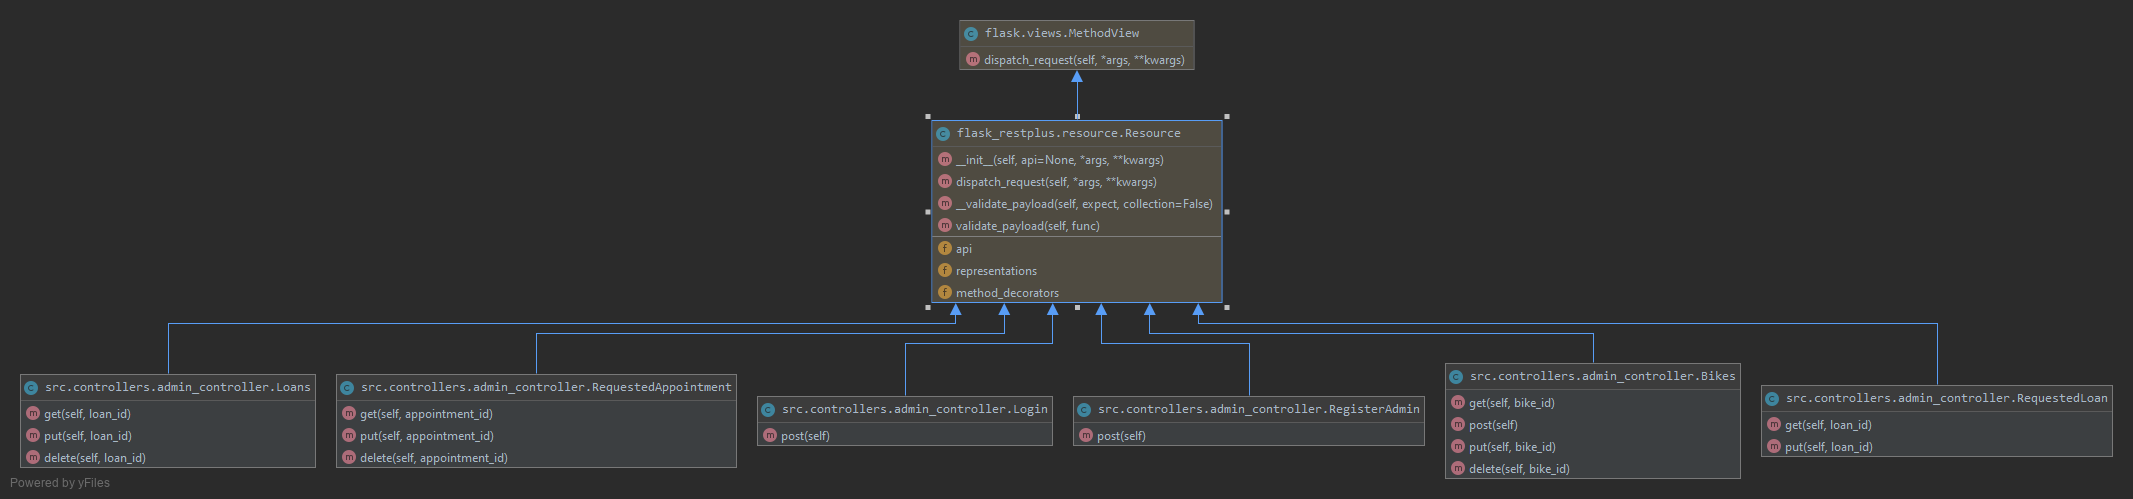 flask.views.MethodView
dispatch_request(self, *args, **kwargs)
flask_restplus.resource.Resource
__init__(self, api=None, *args, **kwargs)
dispatch_request(self, *args, **kwargs)
__validate_payload(self, expect, collection=False)
validate_payload(self, func)
api
representations
method_decorators
src.controllers.admin_controller.Loans
get(self, loan_id)
put(self, loan_id)
delete(self, loan_id)
src.controllers.admin_controller.RequestedAppointment
get(self, appointment_id)
put(self, appointment_id)
delete(self, appointment_id)
src.controllers.admin_controller.Login
post(self)
src.controllers.admin_controller.RegisterAdmin
post(self)
src.controllers.admin_controller.Bikes
get(self, bike_id)
post(self)
put(self, bike_id)
delete(self, bike_id)
src.controllers.admin_controller.RequestedLoan
get(self, loan_id)
put(self, loan_id)
Powered by yFiles